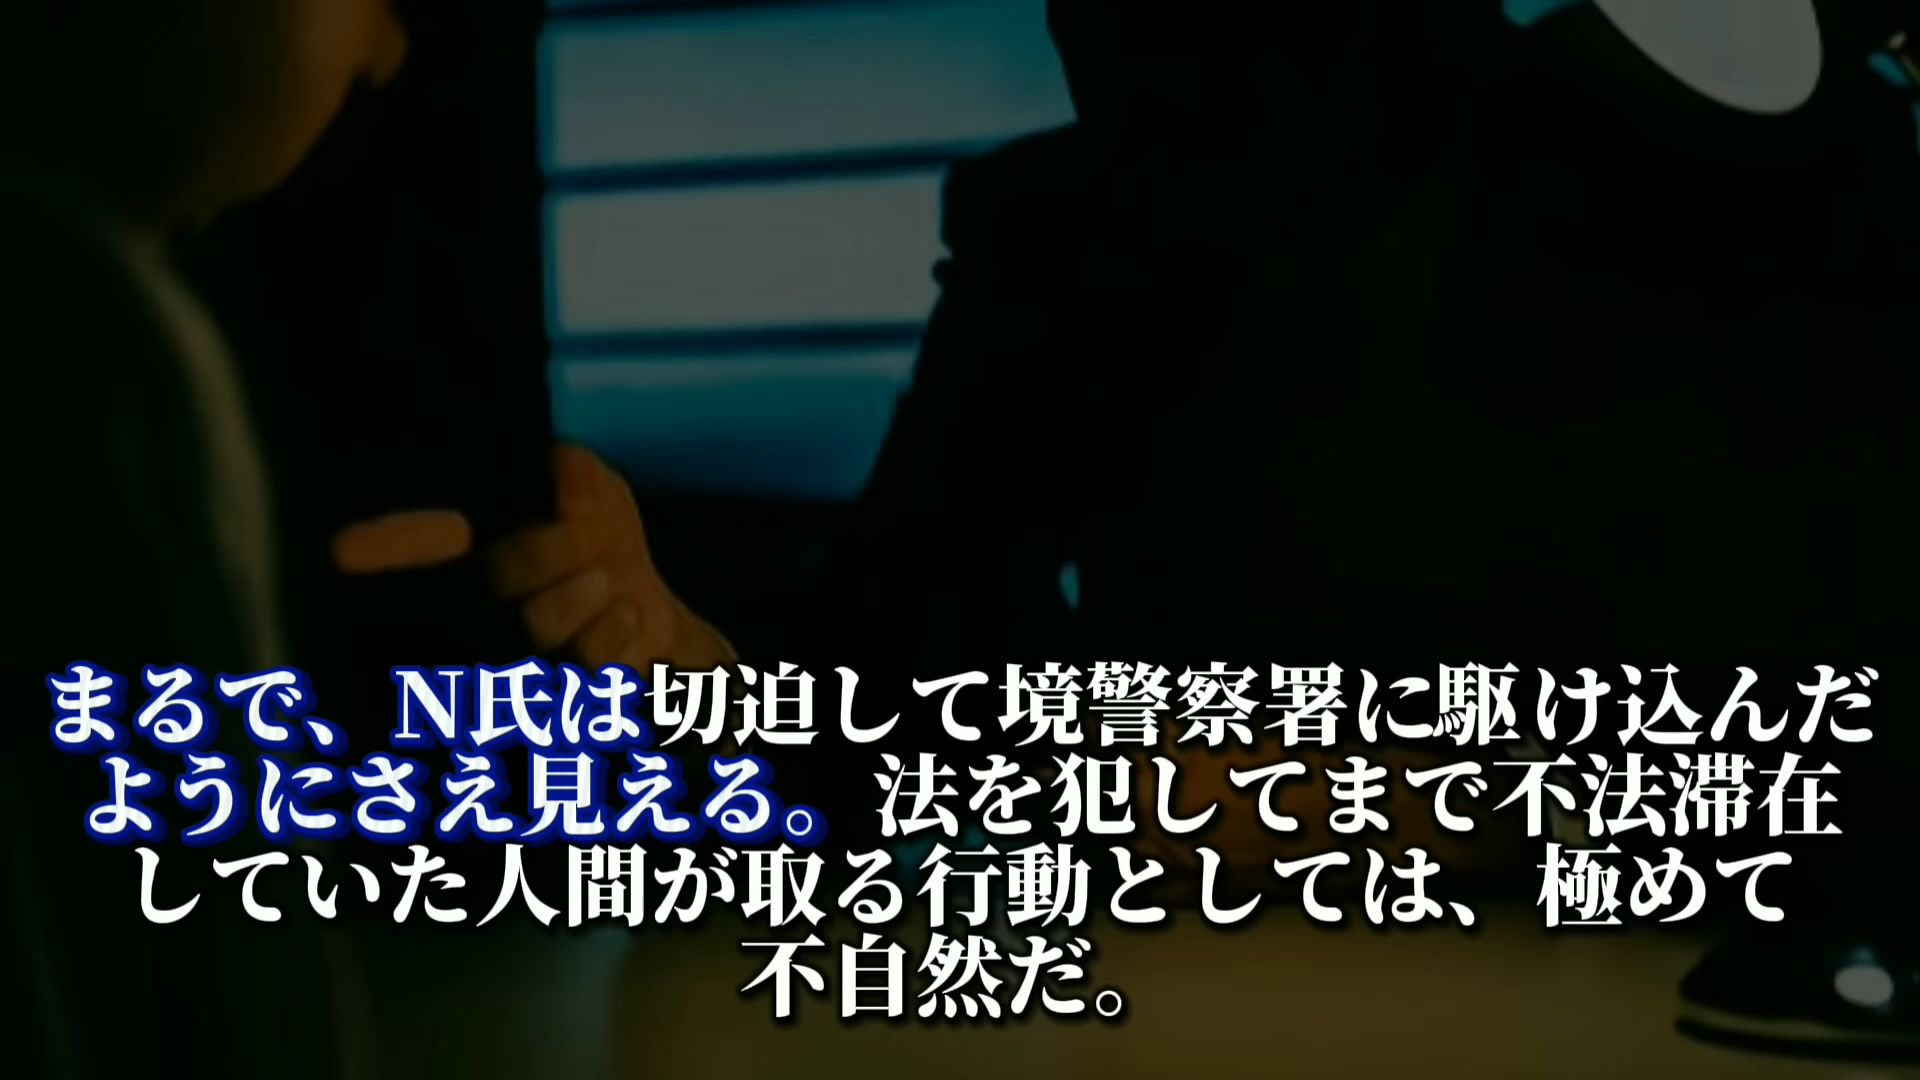 まるで、N氏は切迫して境警察署に駆け込んだ
ようにさえ見える。法を犯してまで不法滞在
していた人間が取る行動としては、極めて
不自然だ。